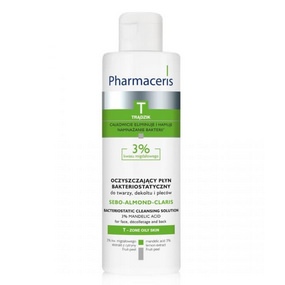 Pharmaceris
T
TRĄDZIK
3%
kwasu migdałowego
OCZYSZCZAJĄCY PŁYN
BAKTERIOSTATYCZNY
do twarzy, dekoltu i pleców
SEBO-ALMOND-CLARIS
BACTERIOSTATIC CLEANSING SOLUTION
3% MANDELIC ACID
for face, decolletage and back
T - ZONE OILY SKIN